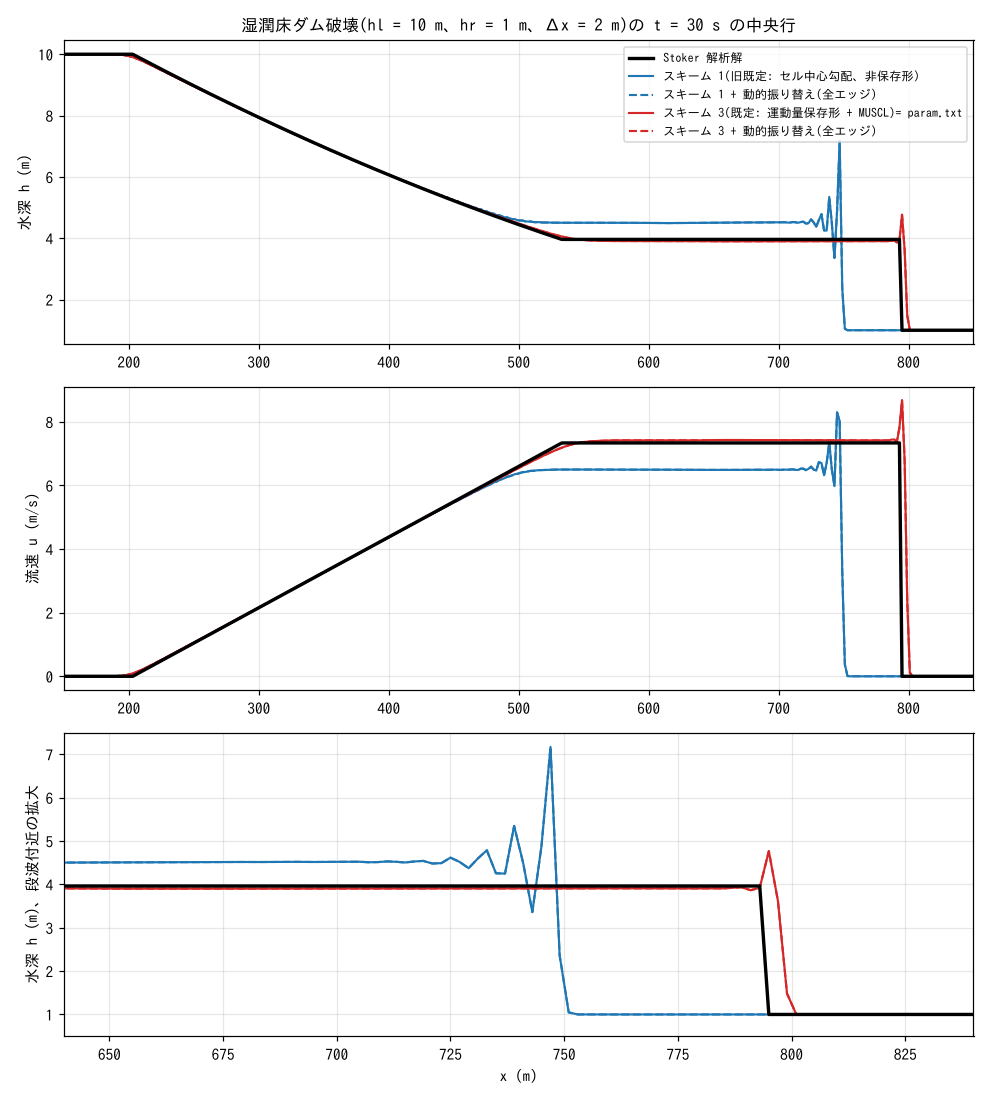 湿潤床ダム破壊(hl = 10 m、hr = 1 m、Δx = 2 m)の t = 30 s の中央行
Stoker 解析解
スキーム 1(旧既定: セル中心勾配、非保存形)
スキーム 1 + 動的振り替え(全エッジ)
スキーム 3(既定: 運動量保存形 + MUSCL)= param.txt
スキーム 3 + 動的振り替え(全エッジ)
水深 h (m)
10
8
6
4
2
200 300 400 500 600 700 800
流速 u (m/s)
8
6
4
2
0
200 300 400 500 600 700 800
水深 h (m)、段波付近の拡大
7
6
5
4
3
2
1
650 675 700 725 750 775 800 825
x (m)